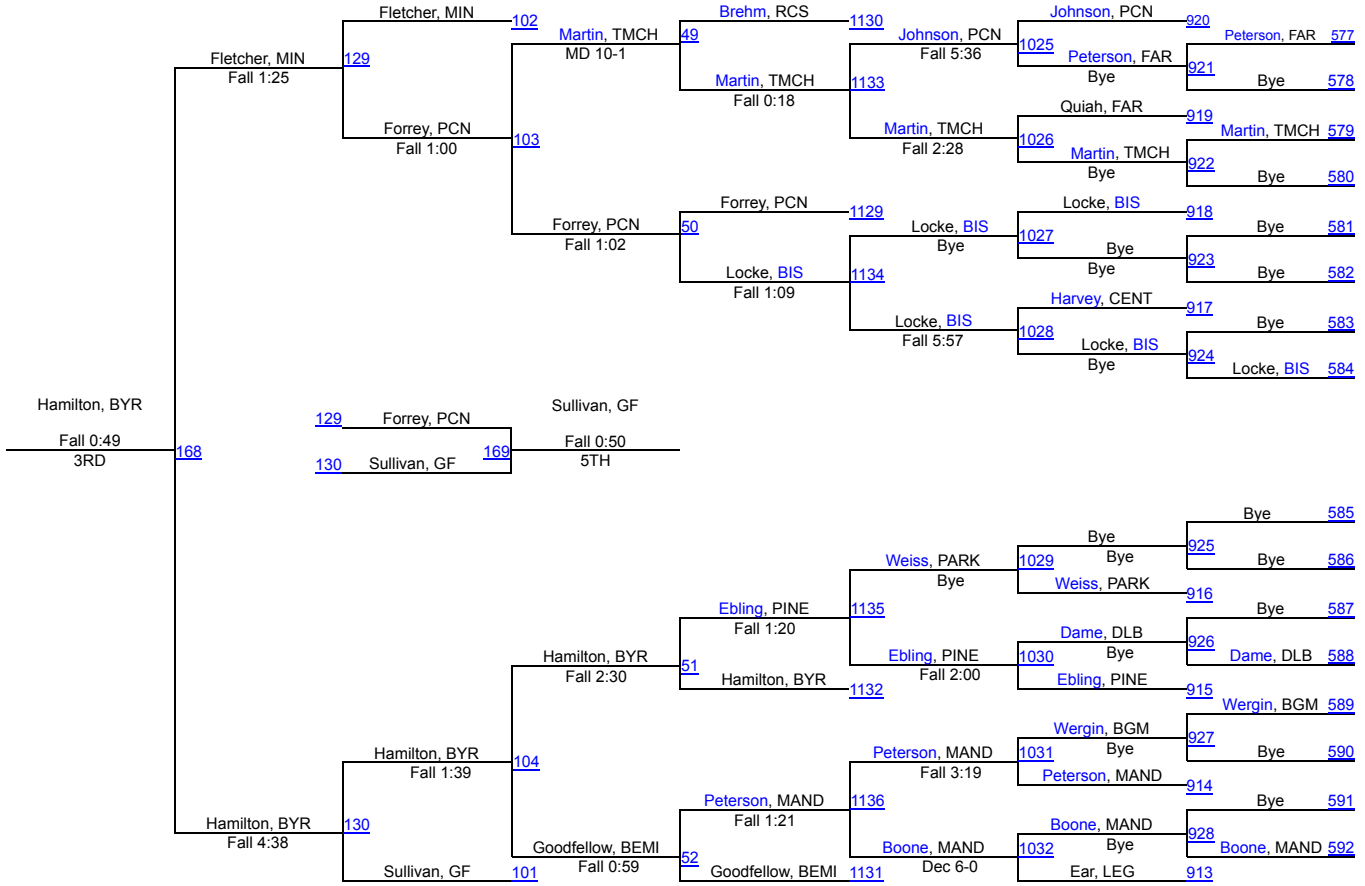 Fletcher, MIN
102
Brehm, RCS
1130
Johnson, PCN
920
Martin, TMCH
49
MD 10-1
Johnson, PCN
Fall 5:36
1025
Peterson, FAR
577
Fletcher, MIN
Fall 1:25
129
Peterson, FAR
Bye
921
Martin, TMCH
Fall 0:18
1133
Bye
578
Quiah, FAR
919
Forrey, PCN
Fall 1:00
103
Martin, TMCH
Fall 2:28
1026
Martin, TMCH
579
Martin, TMCH
Bye
922
Bye
580
Forrey, PCN
1129
Locke, BIS
918
Forrey, PCN
Fall 1:02
50
Locke, BIS
Bye
1027
Bye
581
Bye
Bye
923
Locke, BIS
Fall 1:09
1134
Bye
582
Harvey, CENT
917
Locke, BIS
Fall 5:57
1028
Bye
583
Locke, BIS
Bye
924
Locke, BIS
584
Hamilton, BYR
Fall 0:49
3RD
168
129
Forrey, PCN
130
Sullivan, GF
169
Sullivan, GF
Fall 0:50
5TH
Bye
585
Bye
Bye
925
Weiss, PARK
Bye
1029
Bye
586
Weiss, PARK
916
Ebling, PINE
Fall 1:20
1135
Bye
587
Dame, DLB
Bye
926
Hamilton, BYR
Fall 2:30
51
Ebling, PINE
Fall 2:00
1030
Dame, DLB
588
Hamilton, BYR
1132
Ebling, PINE
915
Wergin, BGM
589
Wergin, BGM
Bye
927
Hamilton, BYR
Fall 1:39
104
Peterson, MAND
Fall 3:19
1031
Bye
590
Peterson, MAND
914
Peterson, MAND
Fall 1:21
1136
Bye
591
Hamilton, BYR
Fall 4:38
130
Boone, MAND
Bye
928
Goodfellow, BEMI
Fall 0:59
52
Boone, MAND
Dec 6-0
1032
Boone, MAND
592
Sullivan, GF
101
Goodfellow, BEMI
1131
Ear, LEG
913